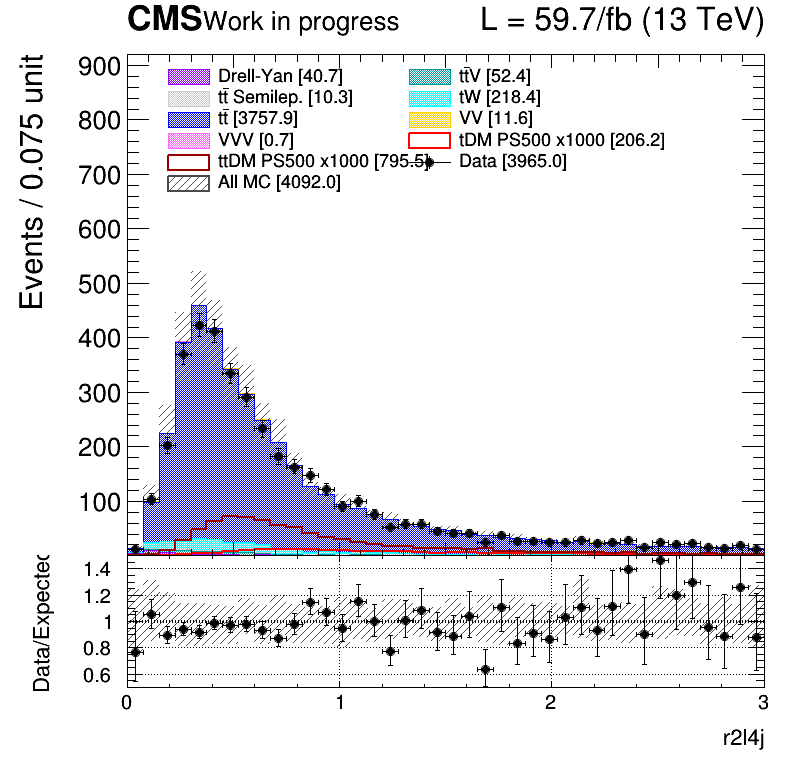 CMS Work in progress L = 59.7/fb (13 TeV)
Events / 0.075 unit
900
800
700
600
500
400
300
200
100
Drell-Yan [40.7] tt̄V [52.4]
tt̄ Semilep. [10.3] tW [218.4]
tt̄ [3757.9] VV [11.6]
VVV [0.7] tDM PS500 x1000 [206.2]
ttDM PS500 x1000 [795.5] Data [3965.0]
All MC [4092.0]
Data/Expected
1.4
1.2
1
0.8
0.6
0 1 2 3
r2l4j